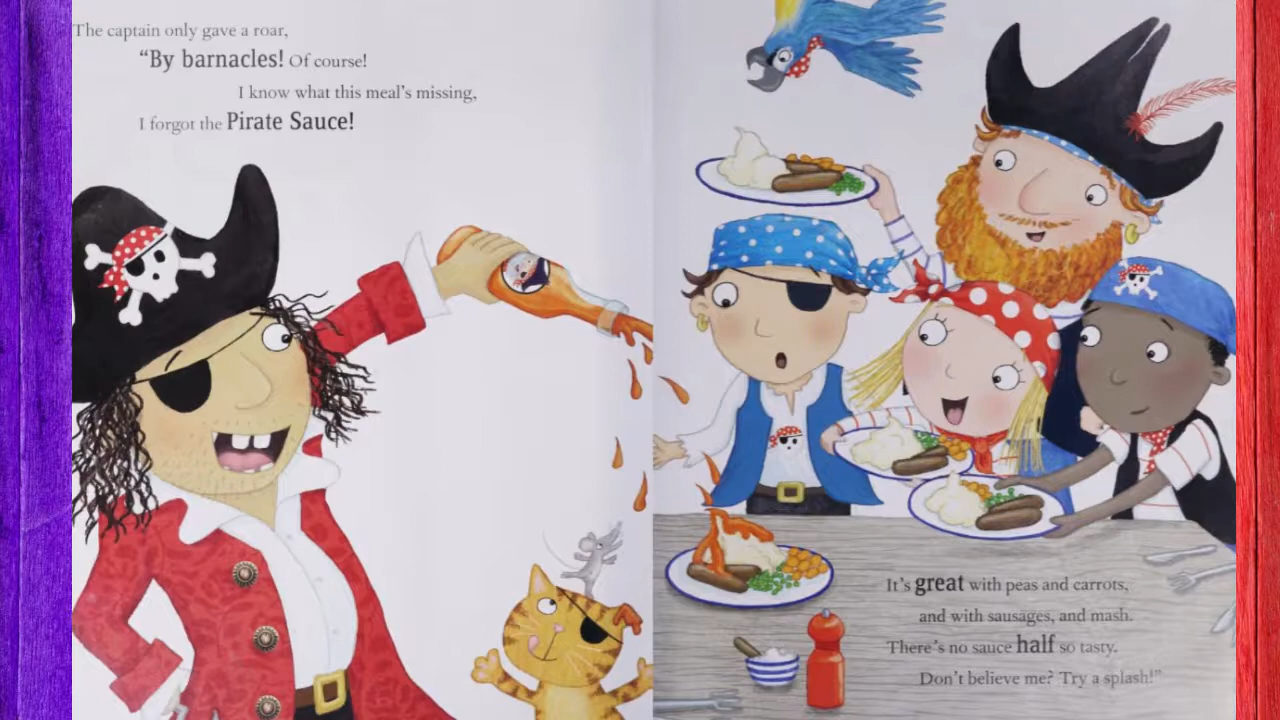 The captain only gave a roar,
“By barnacles! Of course!
I know what this meal’s missing,
I forgot the Pirate Sauce!
It’s great with peas and carrots,
and with sausages, and mash.
There’s no sauce half so tasty.
Don’t believe me? Try a splash!”